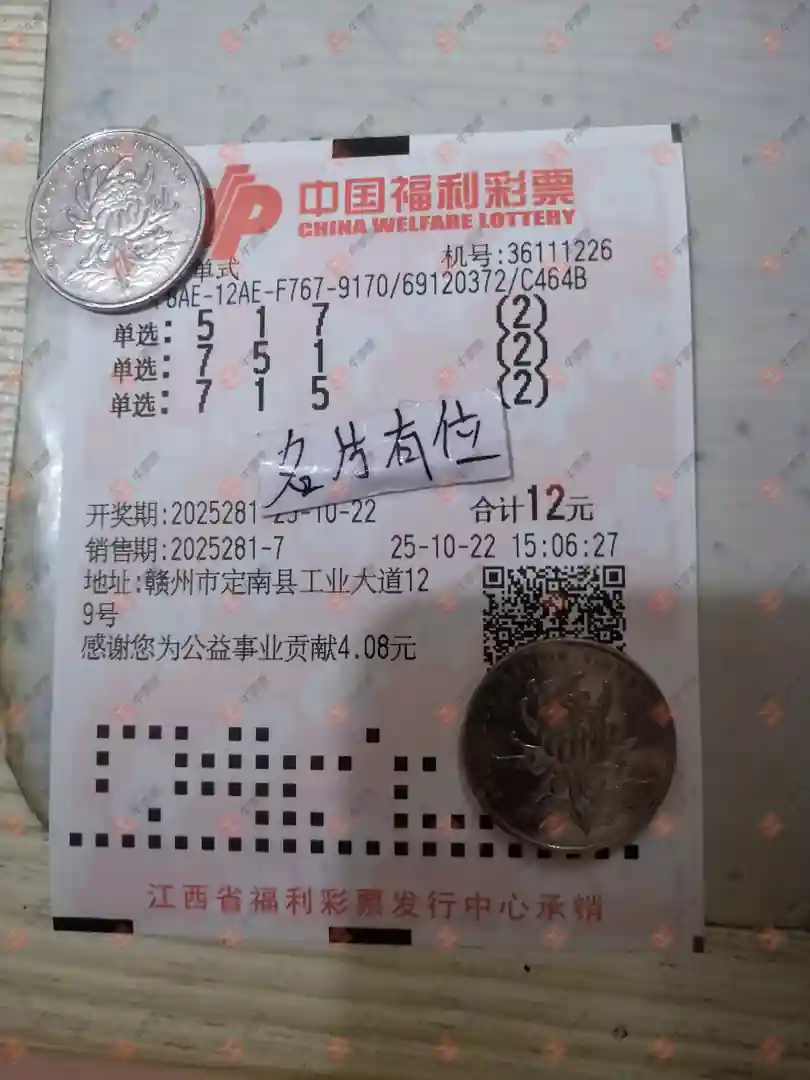 中国福利彩票
CHINA WELFARE LOTTERY
单式 机号:36111226
8AE-12AE-F767-9170/69120372/C464B
单选: 5 1 7 (2)
单选: 7 5 1 (2)
单选: 7 1 5 (2)
名片有位
开奖期:2025281 25-10-22 合计12元
销售期:2025281-7 25-10-22 15:06:27
地址:赣州市定南县工业大道12
9号
感谢您为公益事业贡献4.08元
江西省福利彩票发行中心承销